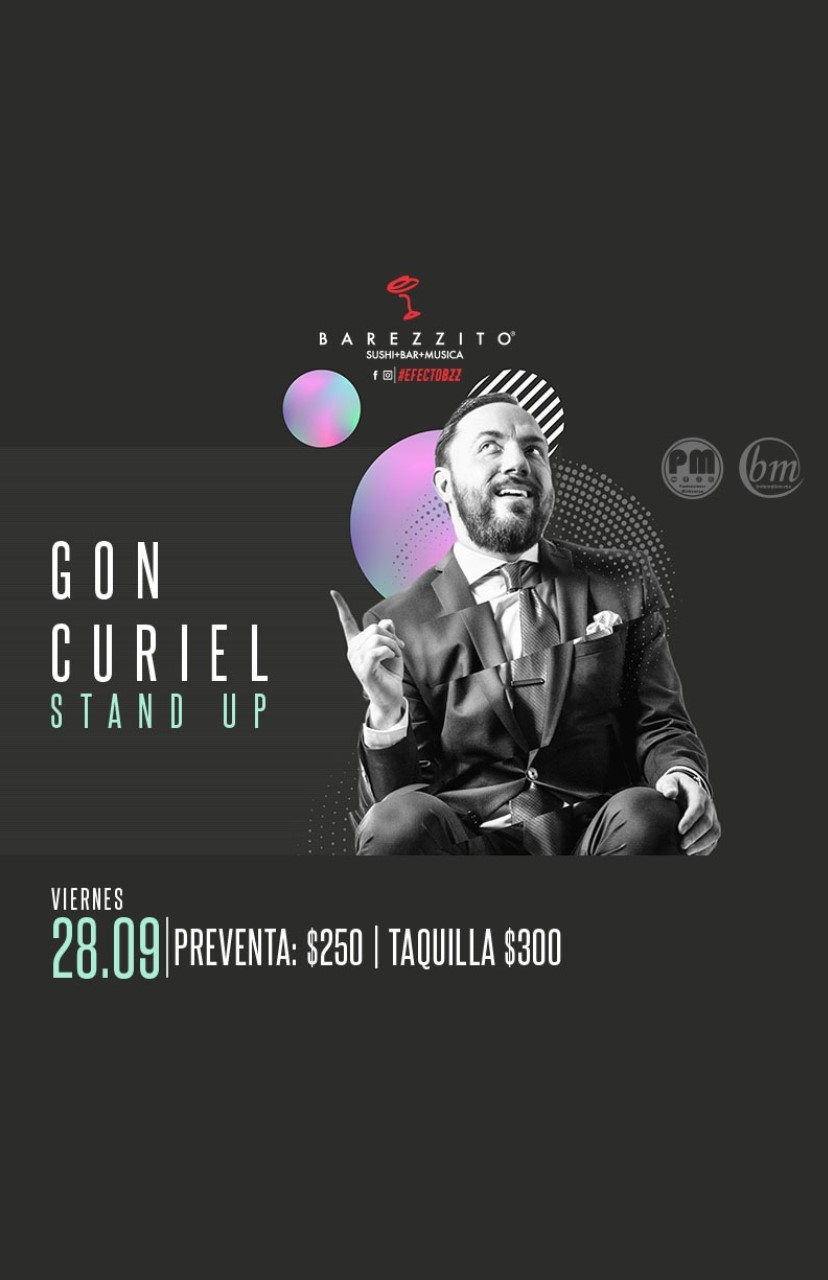 BAREZZITO®
SUSHI+BAR+MUSICA
#EFECTOBZZ
PM
bm
GON
CURIEL
STAND UP
VIERNES
28.09 | PREVENTA: $250 | TAQUILLA $300